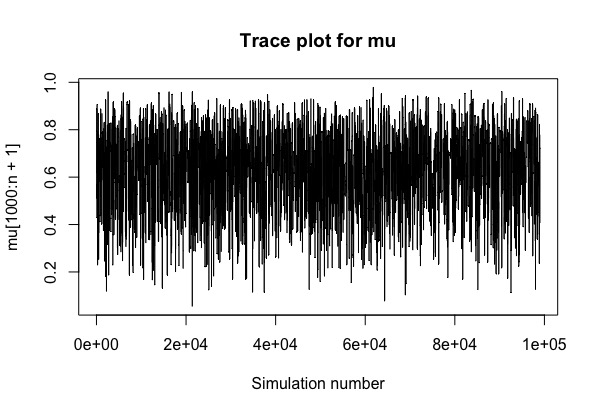 Trace plot for mu
mu[1000:n + 1]
1.0
0.8
0.6
0.4
0.2
0e+00 2e+04 4e+04 6e+04 8e+04 1e+05
Simulation number